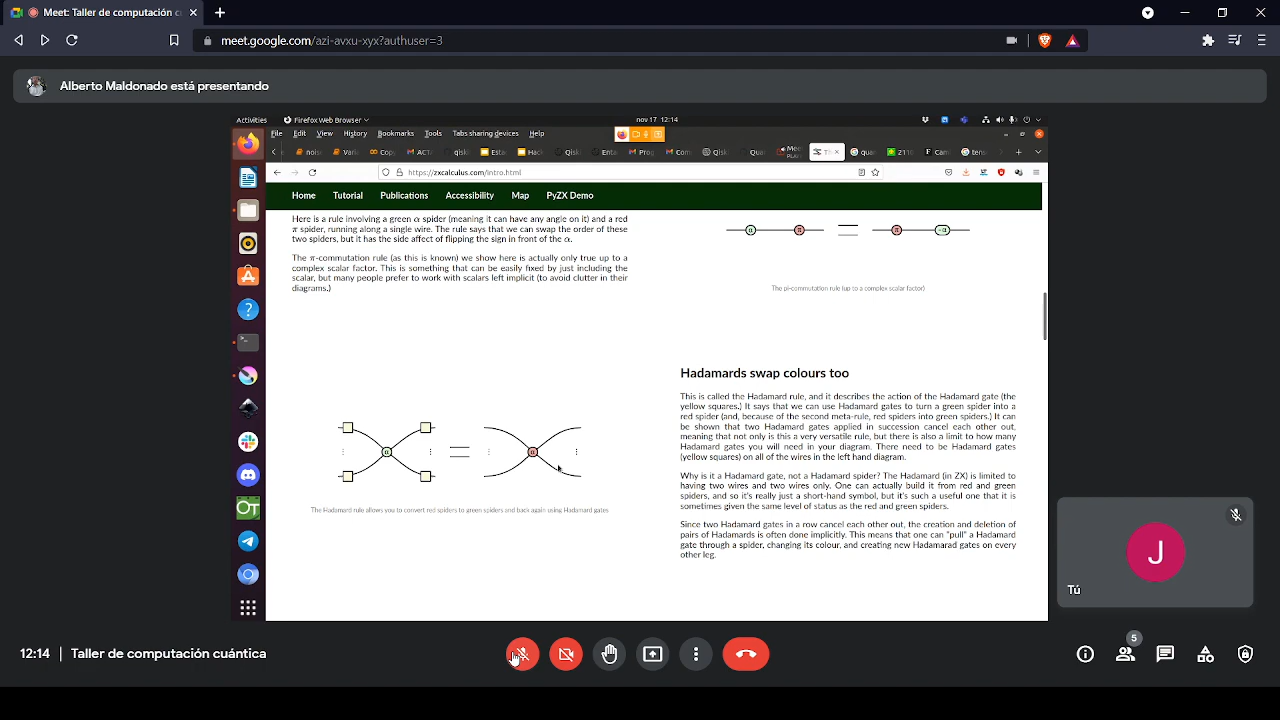 Meet: Taller de computación c
meet.google.com/azi-avxu-xyx?authuser=3
Alberto Maldonado está presentando
Activities
Firefox Web Browser
nov 17 12:14
File Edit View History Bookmarks Tools Tabs sharing devices Help
https://zxcalculus.com/intro.html
Home Tutorial Publications Accessibility Map PyZX Demo
Here is a rule involving a green α spider (meaning it can have any angle on it) and a red
π spider, running along a single wire. The rule says that we can swap the order of these
two spiders, but it has the side affect of flipping the sign in front of the α.
The π-commutation rule (as this is known) we show here is actually only true up to a
complex scalar factor. This is something that can be easily fixed by just including the
scalar, but many people prefer to work with scalars left implicit (to avoid clutter in their
diagrams.)
α π π -α
The pi-commutation rule (up to a complex scalar factor)
α α
The Hadamard rule allows you to convert red spiders to green spiders and back again using Hadamard gates
Hadamards swap colours too
This is called the Hadamard rule, and it describes the action of the Hadamard gate (the
yellow squares.) It says that we can use Hadamard gates to turn a green spider into a
red spider (and, because of the second meta-rule, red spiders into green spiders.) It can
be shown that two Hadamard gates applied in succession cancel each other out,
meaning that not only is this a very versatile rule, but there is also a limit to how many
Hadamard gates you will need in your diagram. There need to be Hadamard gates
(yellow squares) on all of the wires in the left hand diagram.
Why is it a Hadamard gate, not a Hadamard spider? The Hadamard (in ZX) is limited to
having two wires and two wires only. One can actually build it from red and green
spiders, and so it's really just a short-hand symbol, but it's such a useful one that it is
sometimes given the same level of status as the red and green spiders.
Since two Hadamard gates in a row cancel each other out, the creation and deletion of
pairs of Hadamards is often done implicitly. This means that one can "pull" a Hadamard
gate through a spider, changing its colour, and creating new Hadamarad gates on every
other leg.
J
Tú
12:14 | Taller de computación cuántica
5